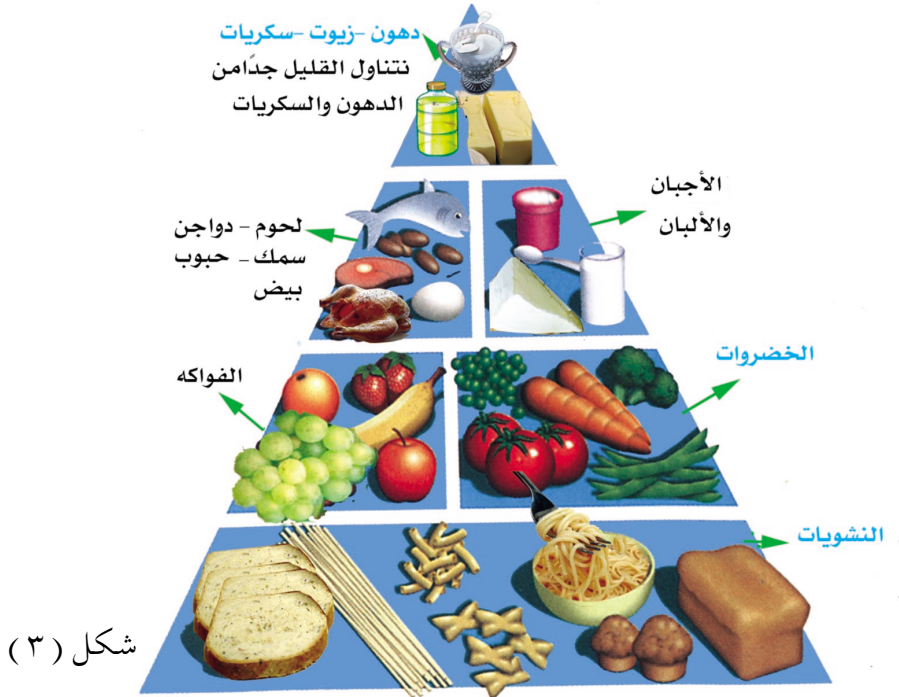 دهون -زيوت -سكريات
نتناول القليل جدًامن
الدهون والسكريات
الأجبان
والألبان
لحوم - دواجن
سمك - حبوب
بيض
الخضروات
الفواكه
النشويات
شكل (٣)